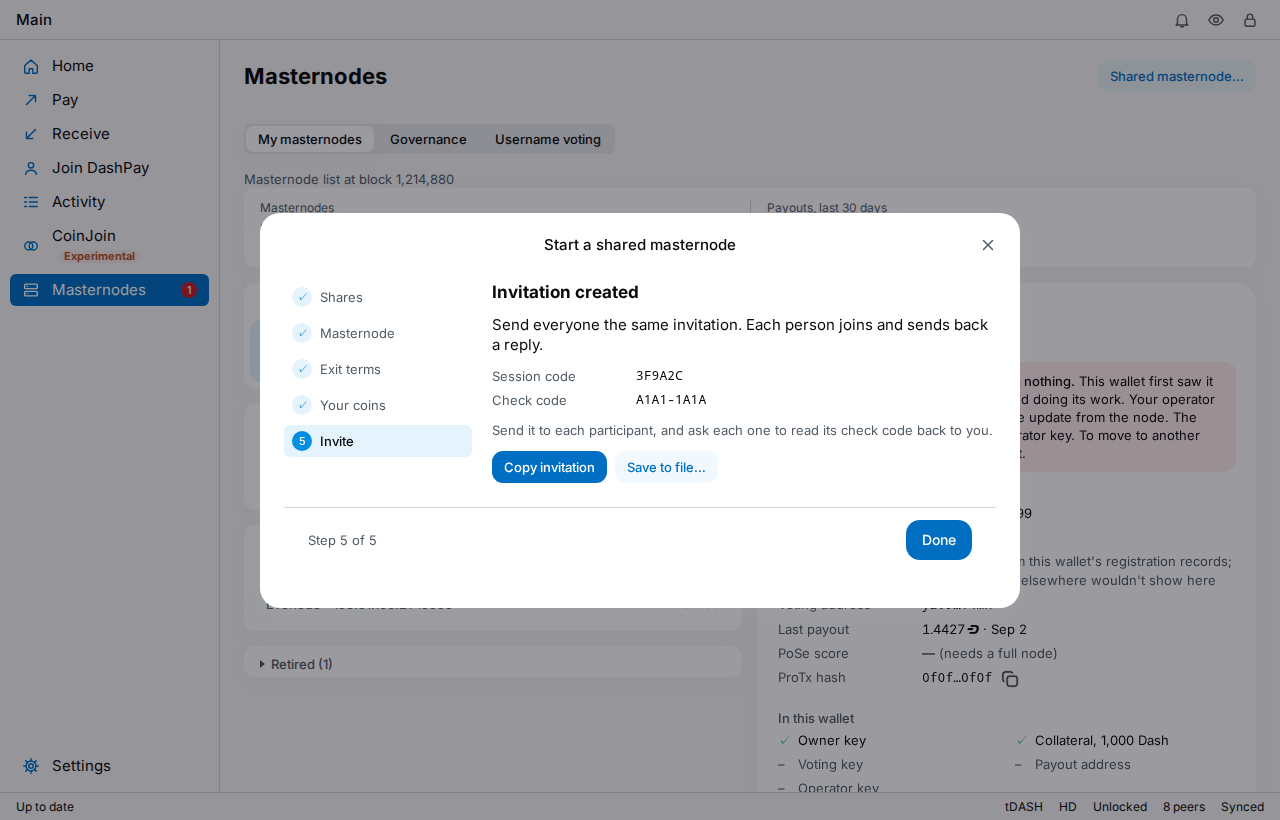 Main
Home
Pay
Receive
Join DashPay
Activity
CoinJoin
Experimental
Masternodes
1
Settings
Masternodes
Shared masternode...
My masternodes
Governance
Username voting
Masternode list at block 1,214,880
Masternodes
Payouts, last 30 days
Start a shared masternode
✓ Shares
✓ Masternode
✓ Exit terms
✓ Your coins
5 Invite
Invitation created
Send everyone the same invitation. Each person joins and sends back
a reply.
Session code 3F9A2C
Check code A1A1-1A1A
Send it to each participant, and ask each one to read its check code back to you.
Copy invitation
Save to file...
Step 5 of 5
Done
nothing. This wallet first saw it
d doing its work. Your operator
update from the node. The
rator key. To move to another
99
this wallet's registration records;
elsewhere wouldn't show here
Last payout 1.4427 · Sep 2
PoSe score — (needs a full node)
ProTx hash 0f0f…0f0f
In this wallet
✓ Owner key
✓ Collateral, 1,000 Dash
– Voting key
– Payout address
– Operator key
Retired (1)
Up to date
tDASH
HD
Unlocked
8 peers
Synced